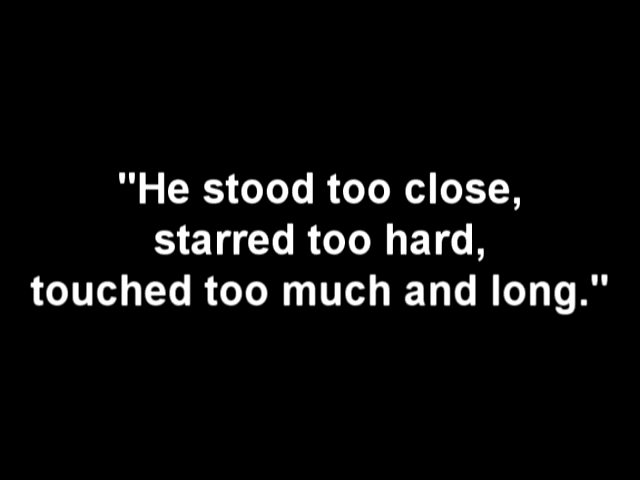 "He stood too close,
starred too hard,
touched too much and long."